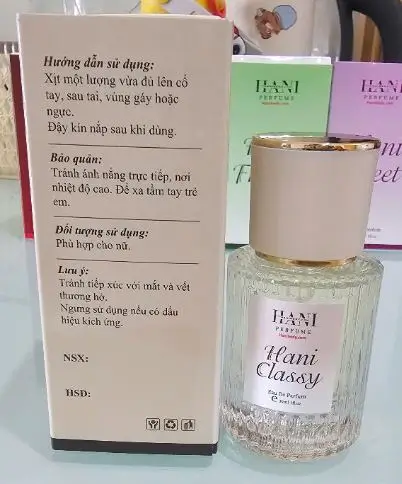 Hướng dẫn sử dụng:
Xịt một lượng vừa đủ lên cổ
tay, sau tai, vùng gáy hoặc
ngực.
Đậy kín nắp sau khi dùng.
Bảo quản:
Tránh ánh nắng trực tiếp, nơi
nhiệt độ cao. Để xa tầm tay trẻ
em.
Đối tượng sử dụng:
Phù hợp cho nữ.
Lưu ý:
Tránh tiếp xúc với mắt và vết
thương hở.
Ngưng sử dụng nếu có dấu
hiệu kích ứng.
NSX:
HSD:
HANI
PERFUME
HANI
PERFUME
HANI
PERFUME
Hani
Classy
Eau De Parfum